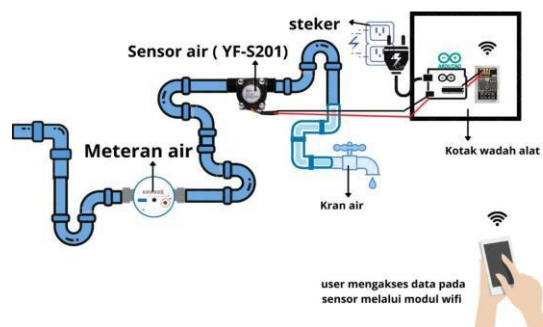 steker
Sensor air ( YF-S201)
ARDUINO
Meteran air
Kotak wadah alat
Kran air
user mengakses data pada
sensor melalui modul wifi